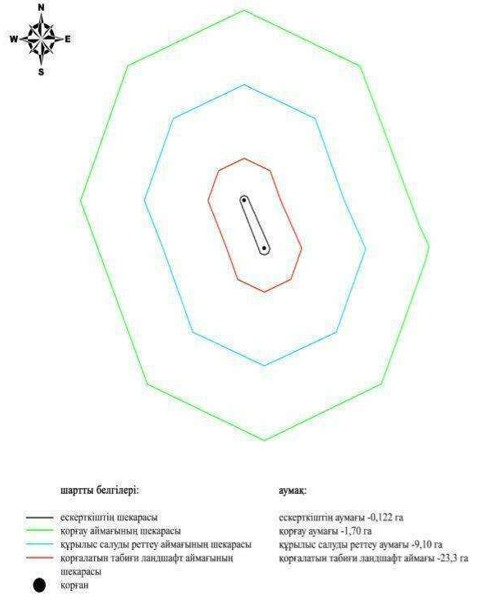 N
W E
S
шартты белгілері: аумақ:
ескерткіштің шекарасы ескерткіштің аумағы -0,122 га
қорғау аймағының шекарасы қорғау аумағы -1,70 га
құрылыс салуды реттеу аймағының шекарасы құрылыс салуды реттеу аумағы -9,10 га
қорғалатын табиғи ландшафт аймағының қорғалатын табиғи ландшафт аймағы -23,3 га
шекарасы
қорған